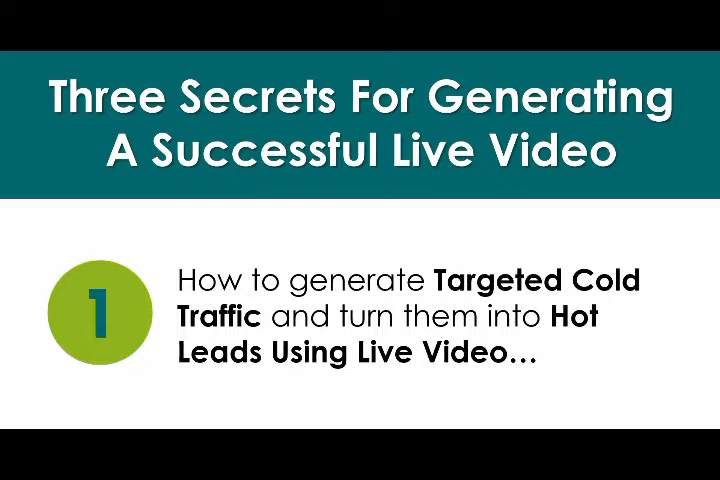 Three Secrets For Generating
A Successful Live Video
1
How to generate Targeted Cold
Traffic and turn them into Hot
Leads Using Live Video...